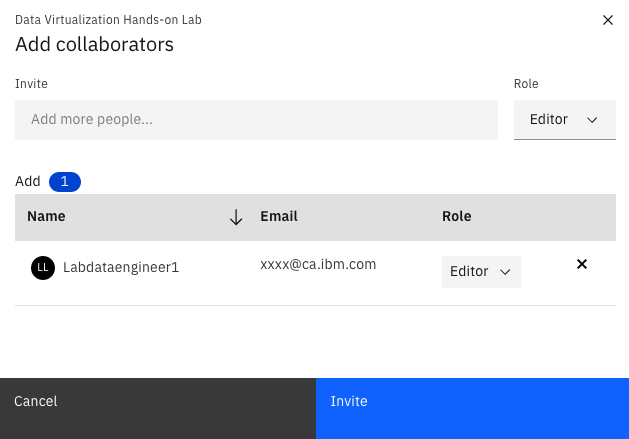 Data Virtualization Hands-on Lab
Add collaborators
Invite
Role
Add more people...
Editor
Add 1
Name Email Role
LL Labdataengineer1 xxxx@ca.ibm.com Editor
Cancel
Invite